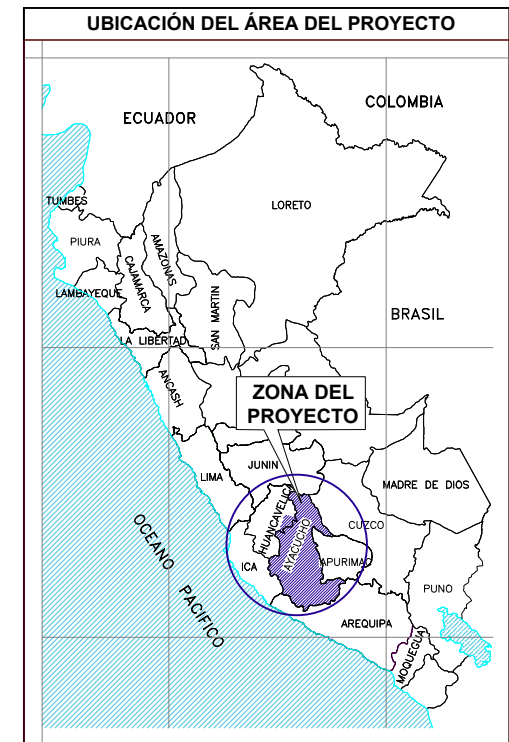 UBICACIÓN DEL ÁREA DEL PROYECTO
COLOMBIA
ECUADOR
TUMBES
LORETO
PIURA
AMAZONAS
CAJAMARCA
LAMBAYEQUE
SAN MARTIN
BRASIL
LA LIBERTAD
ANCASH
ZONA DEL
PROYECTO
JUNIN
LIMA
MADRE DE DIOS
HUANCAVELICA
CUZCO
AYACUCHO
APURIMAC
ICA
OCEANO PACIFICO
PUNO
AREQUIPA
MOQUEGUA